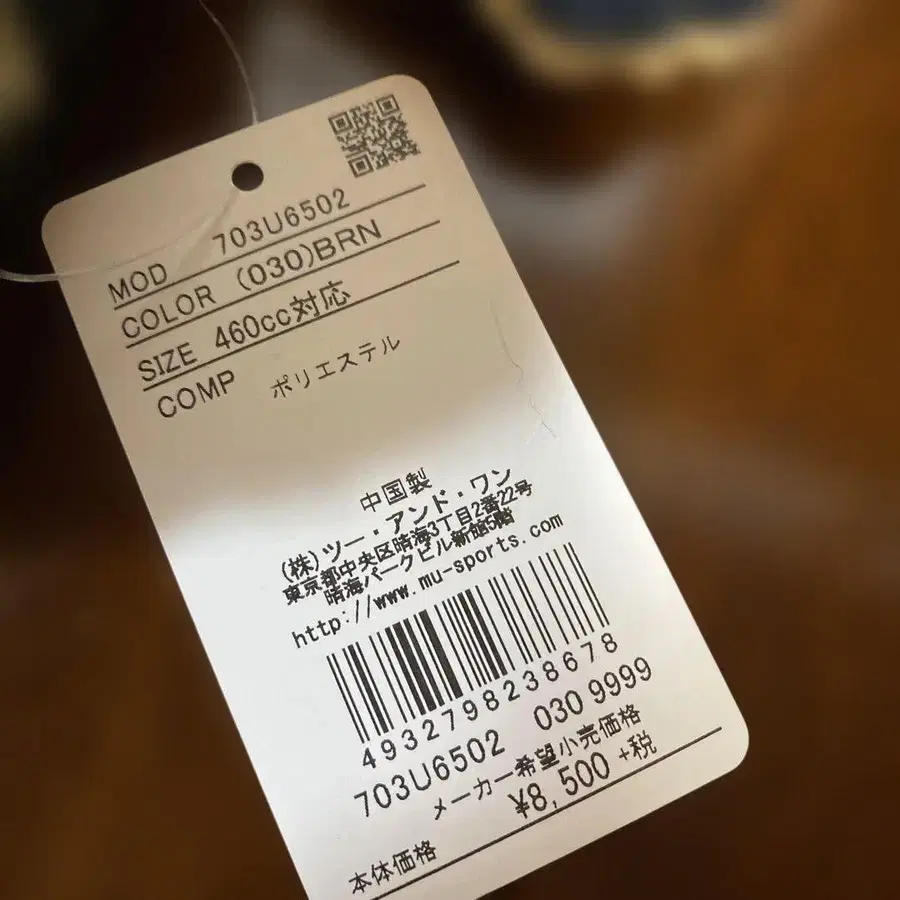 MOD 703U6502
COLOR (030)BRN
SIZE 460cc対応
COMP ポリエステル
中国製
(株)ツー・アンド・ワン
東京都中央区晴海3丁目2番22号
晴海パークビル新館5階
http://www.mu-sports.com
4932798238678
703U6502 030 9999
メーカー希望小売価格
¥8,500 +税
本体価格